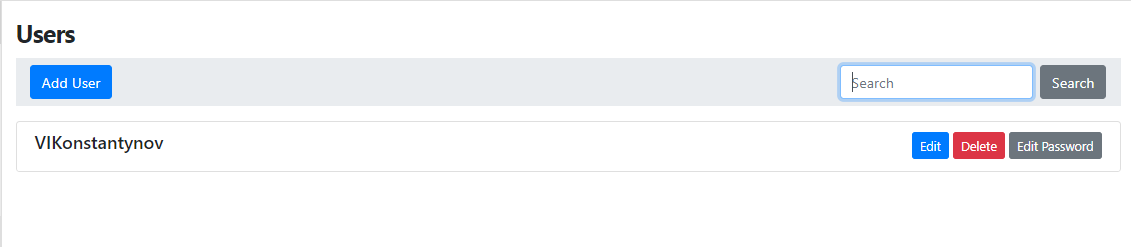 Users
Add User Search Search
VIKonstantynov Edit Delete Edit Password